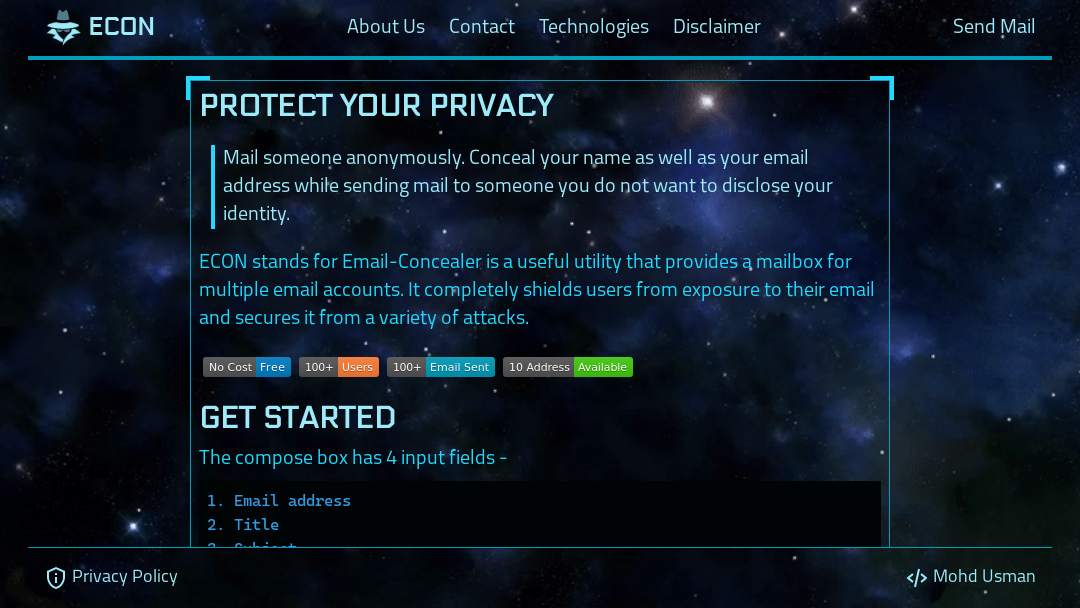 ECON
About Us
Contact
Technologies
Disclaimer
Send Mail
PROTECT YOUR PRIVACY
Mail someone anonymously. Conceal your name as well as your email
address while sending mail to someone you do not want to disclose your
identity.
ECON stands for Email-Concealer is a useful utility that provides a mailbox for
multiple email accounts. It completely shields users from exposure to their email
and secures it from a variety of attacks.
No Cost Free
100+ Users
100+ Email Sent
10 Address Available
GET STARTED
The compose box has 4 input fields -
1. Email address
2. Title
3. Subject
Privacy Policy
Mohd Usman